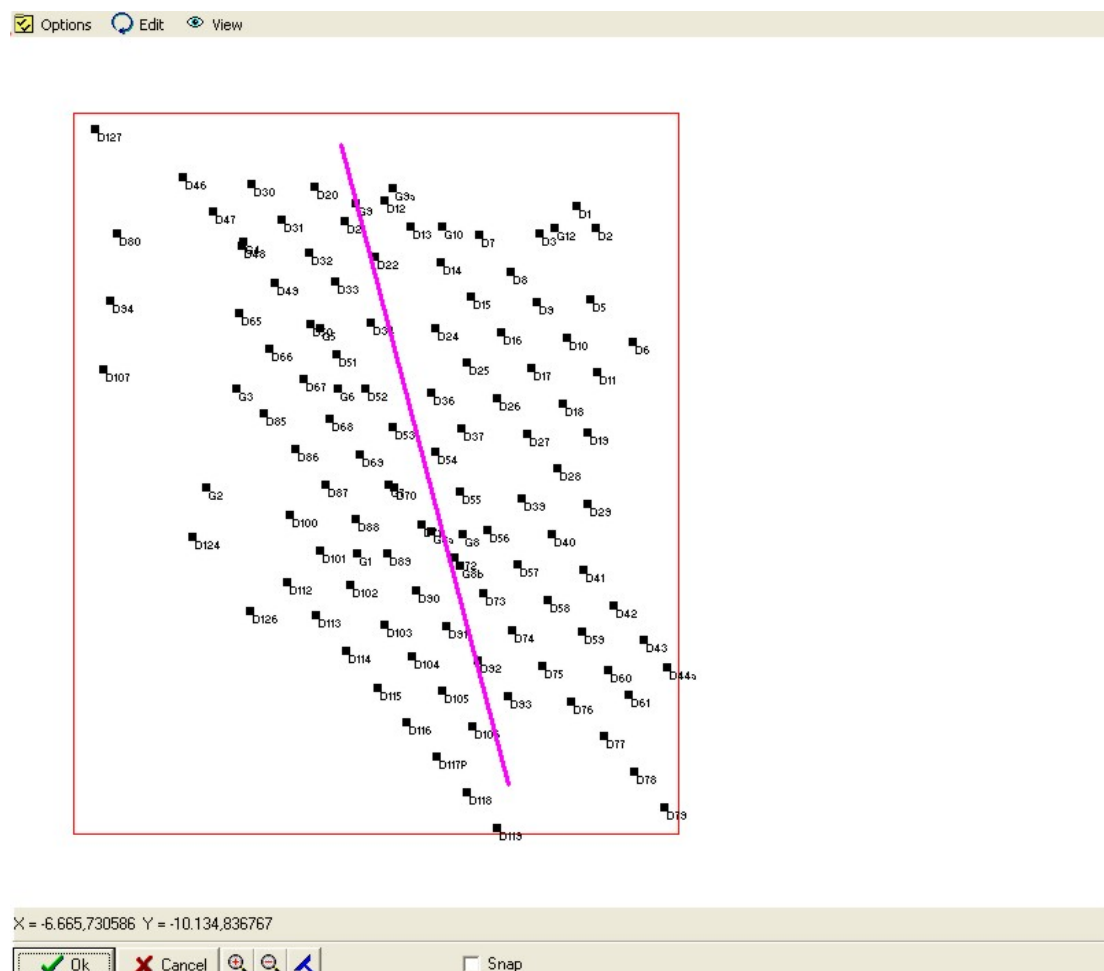 Options Edit View
D127
D46 D30 D20 G9a
D12
D47 D31 D2 G9 D13 G10 D7 D1
D3 G12 D2
D80 G4 D48 D32 D22 D14
D8
D94 D49 D33 D15 D9 D5
D65 D50 G5 D24 D16 D10 D6
D66 D51 D25 D17 D11
D107 D67 G6 D52 D36 D26 D18
G3 D85 D68 D53 D37 D27 D19
D86 D69 D54 D28
G2 D87 D70 D55 D39 D29
D100 D88 G8 D56 D40
D124 D101 G1 D89 G8b D57 D41
D112 D102 D90 D73 D58 D42
D126 D113 D103 D91 D74 D59 D43
D114 D104 D92 D75 D60 D44a
D115 D105 D93 D76 D61
D116 D77
D117P D78
D118 D79
D119
X = -6.665,730586 Y = -10.134,836767
Ok Cancel Snap